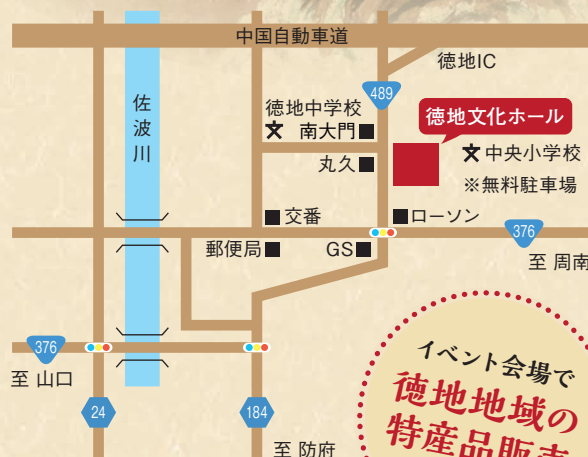 中国自動車道
徳地IC
489
佐波川
徳地中学校
南大門
徳地文化ホール
丸久
中央小学校
※無料駐車場
交番
ローソン
376
郵便局
GS
至 周南
376
至 山口
24
184
至 防府
イベント会場で
徳地地域の
特産品販売